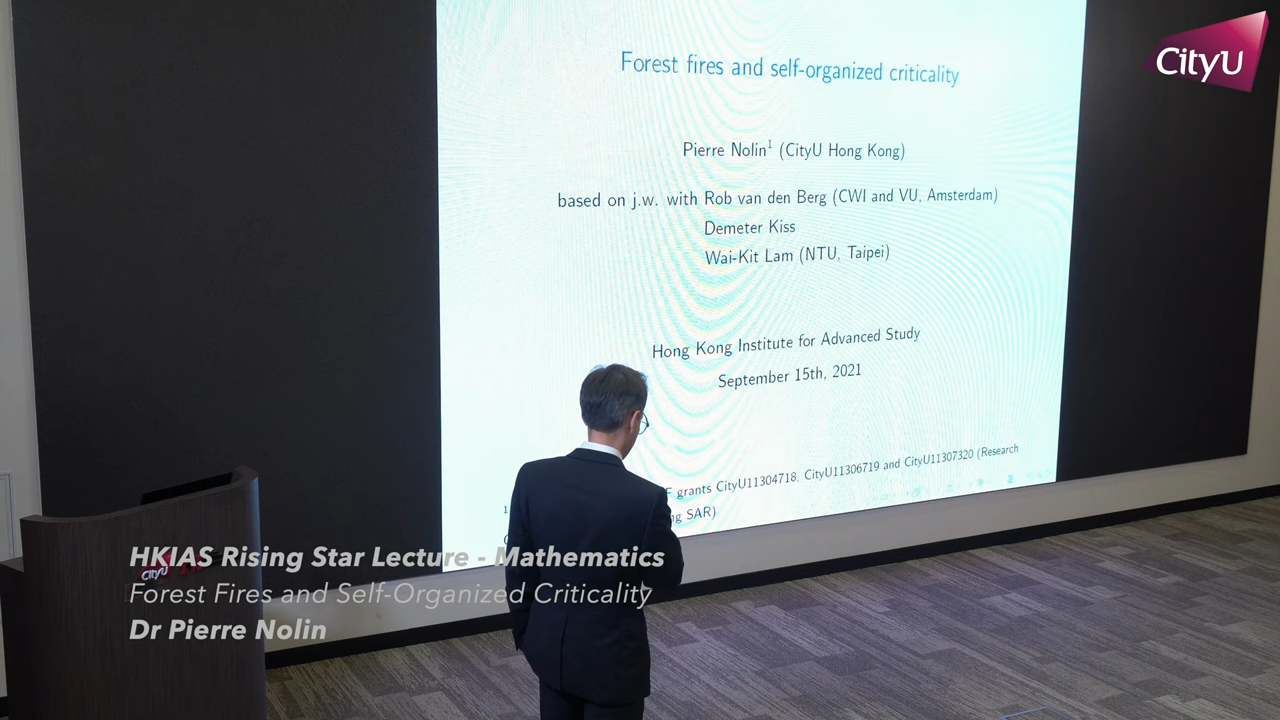 CityU
Forest fires and self-organized criticality
Pierre Nolin¹ (CityU Hong Kong)
based on j.w. with Rob van den Berg (CWI and VU, Amsterdam)
Demeter Kiss
Wai-Kit Lam (NTU, Taipei)
Hong Kong Institute for Advanced Study
September 15th, 2021
1 grants CityU11304718, CityU11306719 and CityU11307320 (Research
SAR)
HKIAS Rising Star Lecture - Mathematics
CityU
Forest Fires and Self-Organized Criticality
Dr Pierre Nolin